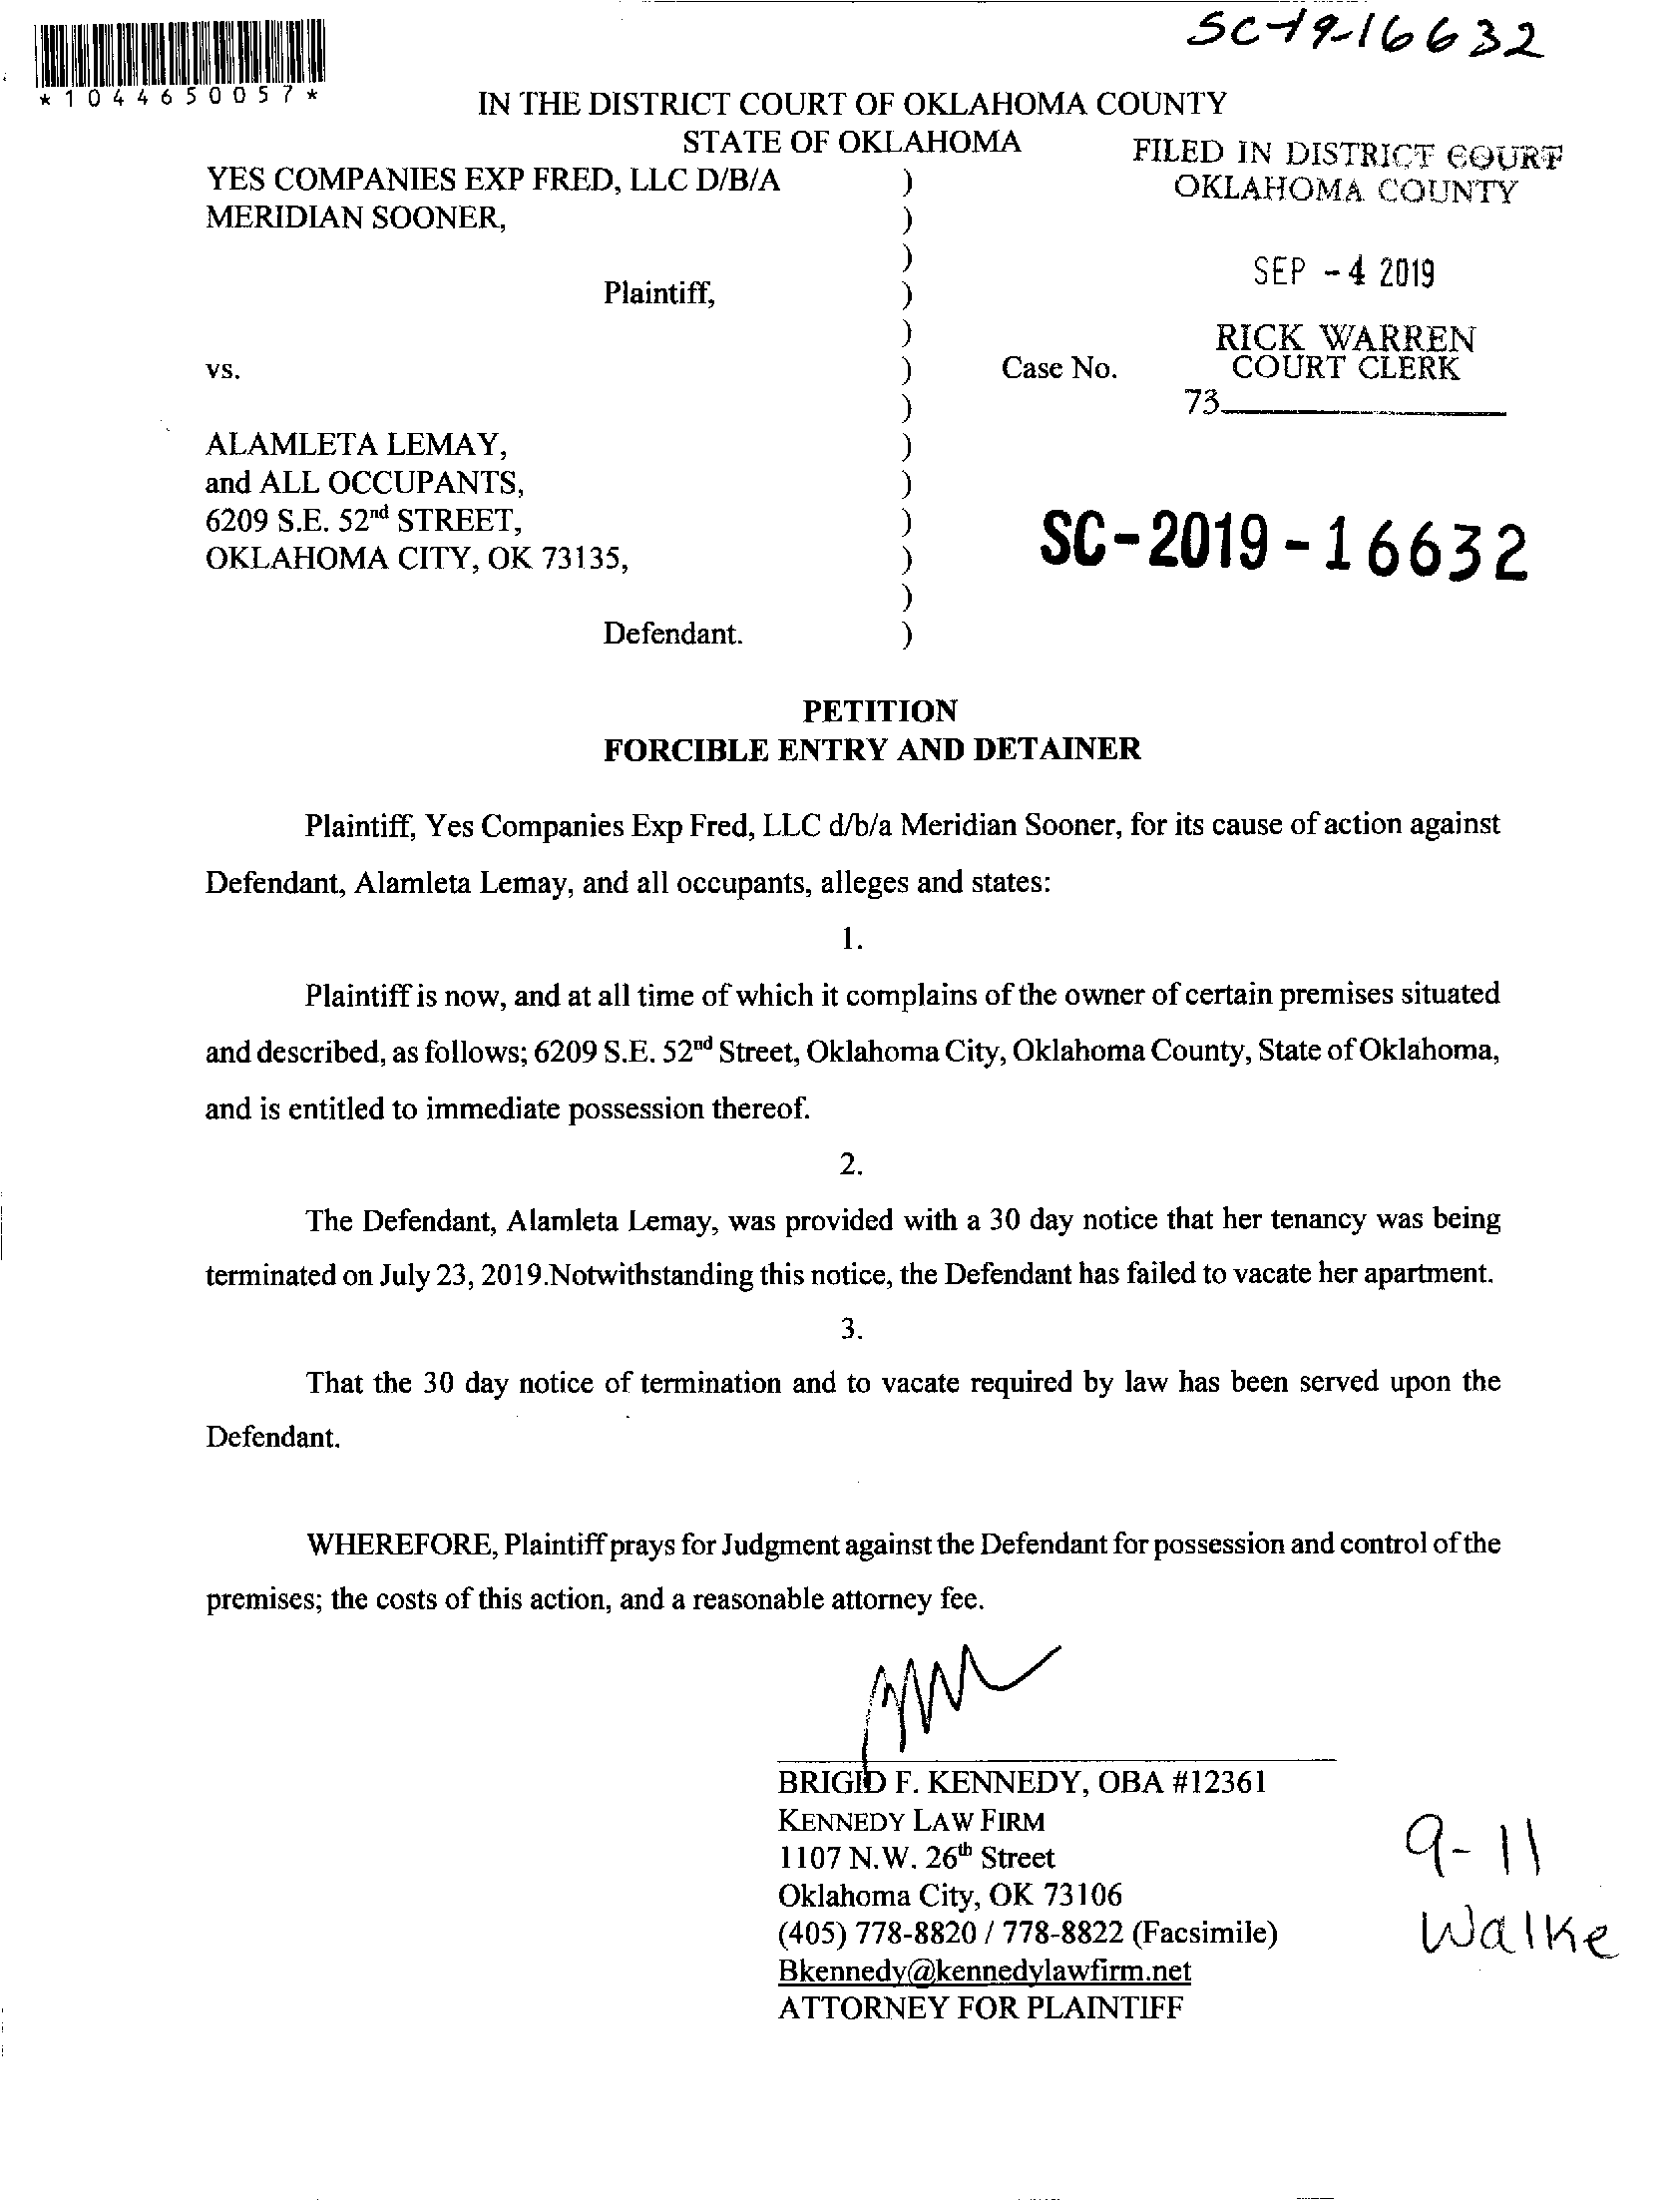 SC-19-16632
*1044650057*
IN THE DISTRICT COURT OF OKLAHOMA COUNTY
STATE OF OKLAHOMA
FILED IN DISTRICT COURT
OKLAHOMA COUNTY
YES COMPANIES EXP FRED, LLC D/B/A )
MERIDIAN SOONER, )
)
SEP -4 2019
Plaintiff, )
)
RICK WARREN
COURT CLERK
vs. ) Case No.
)
73
ALAMLETA LEMAY, )
and ALL OCCUPANTS, )
6209 S.E. 52nd STREET, )
OKLAHOMA CITY, OK 73135, )
SC-2019-16632
)
Defendant. )
PETITION
FORCIBLE ENTRY AND DETAINER
Plaintiff, Yes Companies Exp Fred, LLC d/b/a Meridian Sooner, for its cause of action against
Defendant, Alamleta Lemay, and all occupants, alleges and states:
1.
Plaintiff is now, and at all time of which it complains of the owner of certain premises situated
and described, as follows; 6209 S.E. 52nd Street, Oklahoma City, Oklahoma County, State of Oklahoma,
and is entitled to immediate possession thereof.
2.
The Defendant, Alamleta Lemay, was provided with a 30 day notice that her tenancy was being
terminated on July 23, 2019.Notwithstanding this notice, the Defendant has failed to vacate her apartment.
3.
That the 30 day notice of termination and to vacate required by law has been served upon the
Defendant.
WHEREFORE, Plaintiff prays for Judgment against the Defendant for possession and control of the
premises; the costs of this action, and a reasonable attorney fee.
BRIGID F. KENNEDY, OBA #12361
KENNEDY LAW FIRM
1107 N.W. 26th Street
Oklahoma City, OK 73106
(405) 778-8820 / 778-8822 (Facsimile)
Bkennedy@kennedylawfirm.net
ATTORNEY FOR PLAINTIFF
9-11
Walke